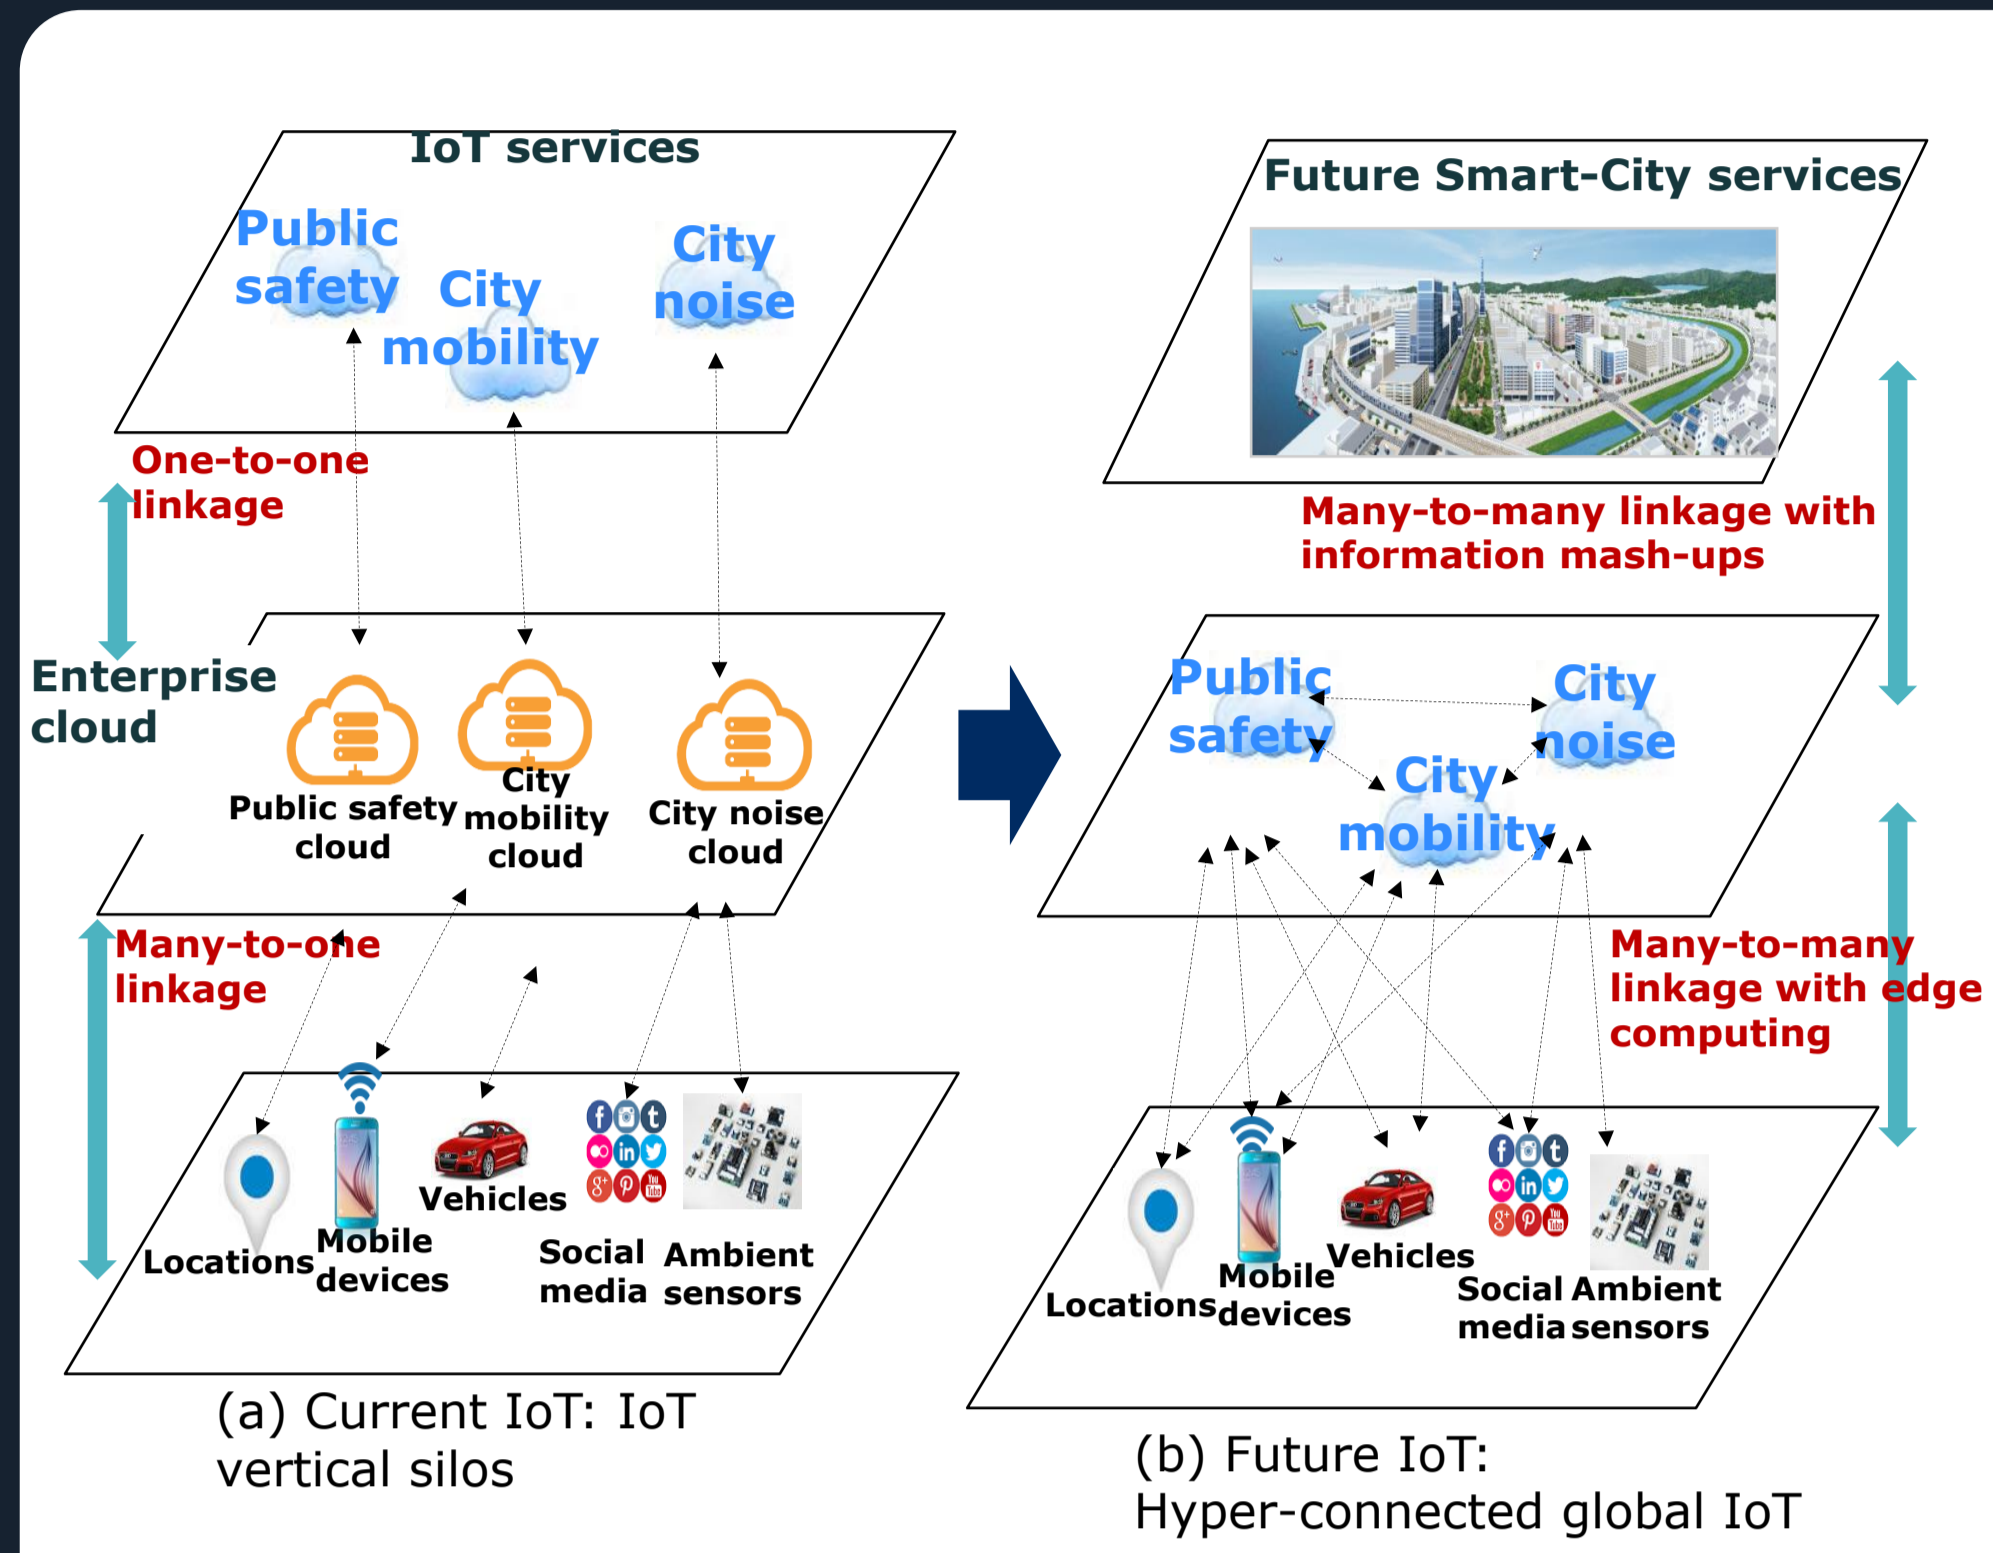 IoT services
Public
safety
City
mobility
City
noise
One-to-one
linkage
Enterprise
cloud
Public safety
cloud
City
mobility
cloud
City noise
cloud
Many-to-one
linkage
Locations
Mobile
devices
Vehicles
Social
media
Ambient
sensors
(a) Current IoT: IoT
vertical silos
Future Smart-City services
Many-to-many linkage with
information mash-ups
Public
safety
City
noise
City
mobility
Many-to-many
linkage with edge
computing
Locations
Mobile
devices
Vehicles
Social
media
Ambient
sensors
(b) Future IoT:
Hyper-connected global IoT